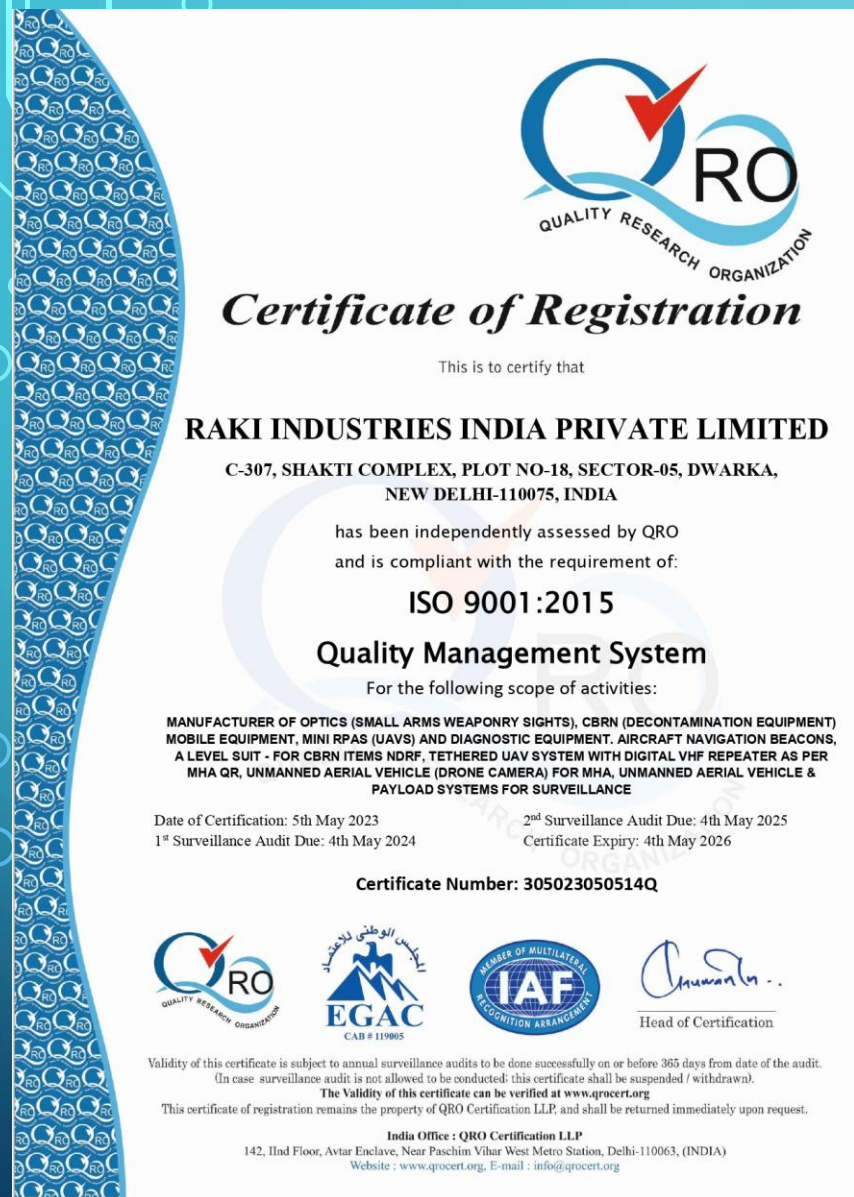 QRO
QUALITY RESEARCH ORGANIZATION
Certificate of Registration
This is to certify that
RAKI INDUSTRIES INDIA PRIVATE LIMITED
C-307, SHAKTI COMPLEX, PLOT NO-18, SECTOR-05, DWARKA,
NEW DELHI-110075, INDIA
has been independently assessed by QRO
and is compliant with the requirement of:
ISO 9001:2015
Quality Management System
For the following scope of activities:
MANUFACTURER OF OPTICS (SMALL ARMS WEAPONRY SIGHTS), CBRN (DECONTAMINATION EQUIPMENT)
MOBILE EQUIPMENT, MINI RPAS (UAVS) AND DIAGNOSTIC EQUIPMENT. AIRCRAFT NAVIGATION BEACONS,
A LEVEL SUIT - FOR CBRN ITEMS NDRF, TETHERED UAV SYSTEM WITH DIGITAL VHF REPEATER AS PER
MHA QR, UNMANNED AERIAL VEHICLE (DRONE CAMERA) FOR MHA, UNMANNED AERIAL VEHICLE &
PAYLOAD SYSTEMS FOR SURVEILLANCE
Date of Certification: 5th May 2023
2nd Surveillance Audit Due: 4th May 2025
1st Surveillance Audit Due: 4th May 2024
Certificate Expiry: 4th May 2026
Certificate Number: 305023050514Q
QRO
QUALITY RESEARCH ORGANIZATION
المجلس الوطنى للاعتماد
EGAC
CAB # 119005
MEMBER OF MULTILATERAL
IAF
RECOGNITION ARRANGEMENT
Head of Certification
Validity of this certificate is subject to annual surveillance audits to be done successfully on or before 365 days from date of the audit.
(In case surveillance audit is not allowed to be conducted; this certificate shall be suspended / withdrawn).
The Validity of this certificate can be verified at www.qrocert.org
This certificate of registration remains the property of QRO Certification LLP, and shall be returned immediately upon request.
India Office : QRO Certification LLP
142, IInd Floor, Avtar Enclave, Near Paschim Vihar West Metro Station, Delhi-110063, (INDIA)
Website : www.qrocert.org, E-mail : info@qrocert.org